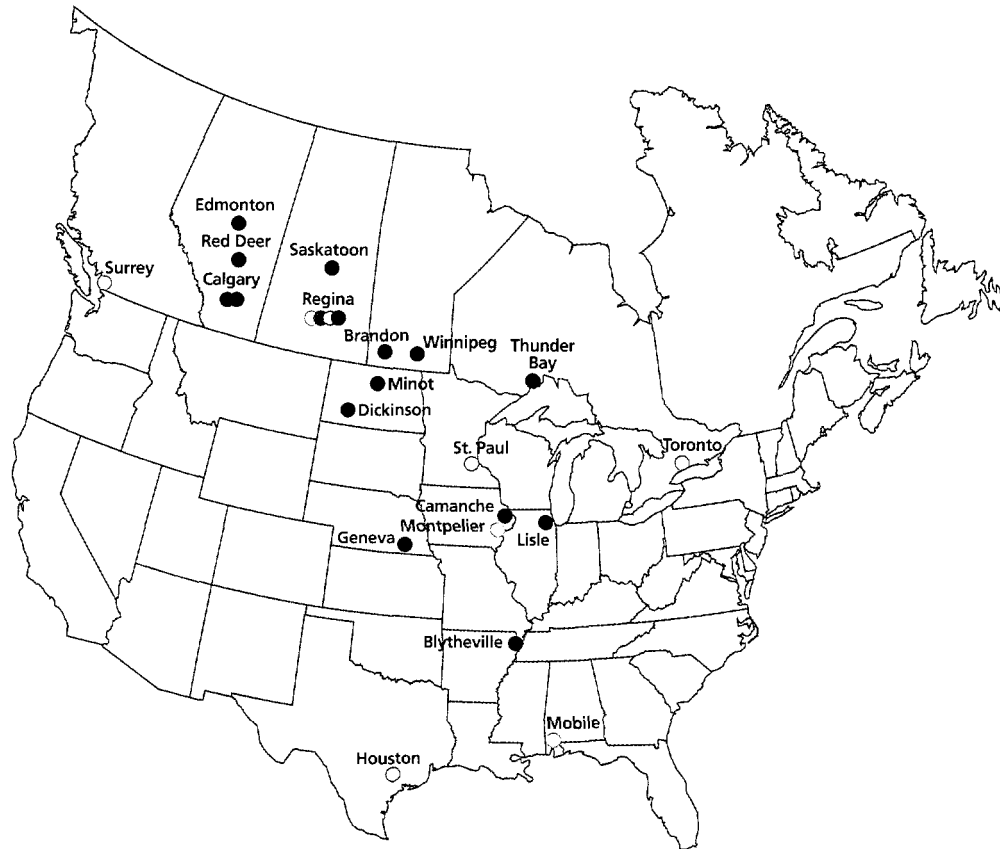 Edmonton
Red Deer
Saskatoon
Surrey
Calgary
Regina
Brandon
Winnipeg
Thunder
Bay
Minot
Dickinson
St. Paul
Toronto
Camanche
Montpelier
Geneva
Lisle
Blytheville
Mobile
Houston